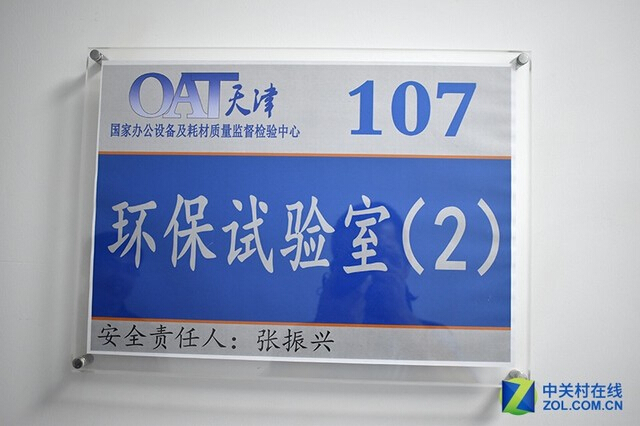 OAT天津
107
国家办公设备及耗材质量监督检验中心
环保试验室(2)
安全责任人：张振兴
中关村在线
ZOL.COM.CN